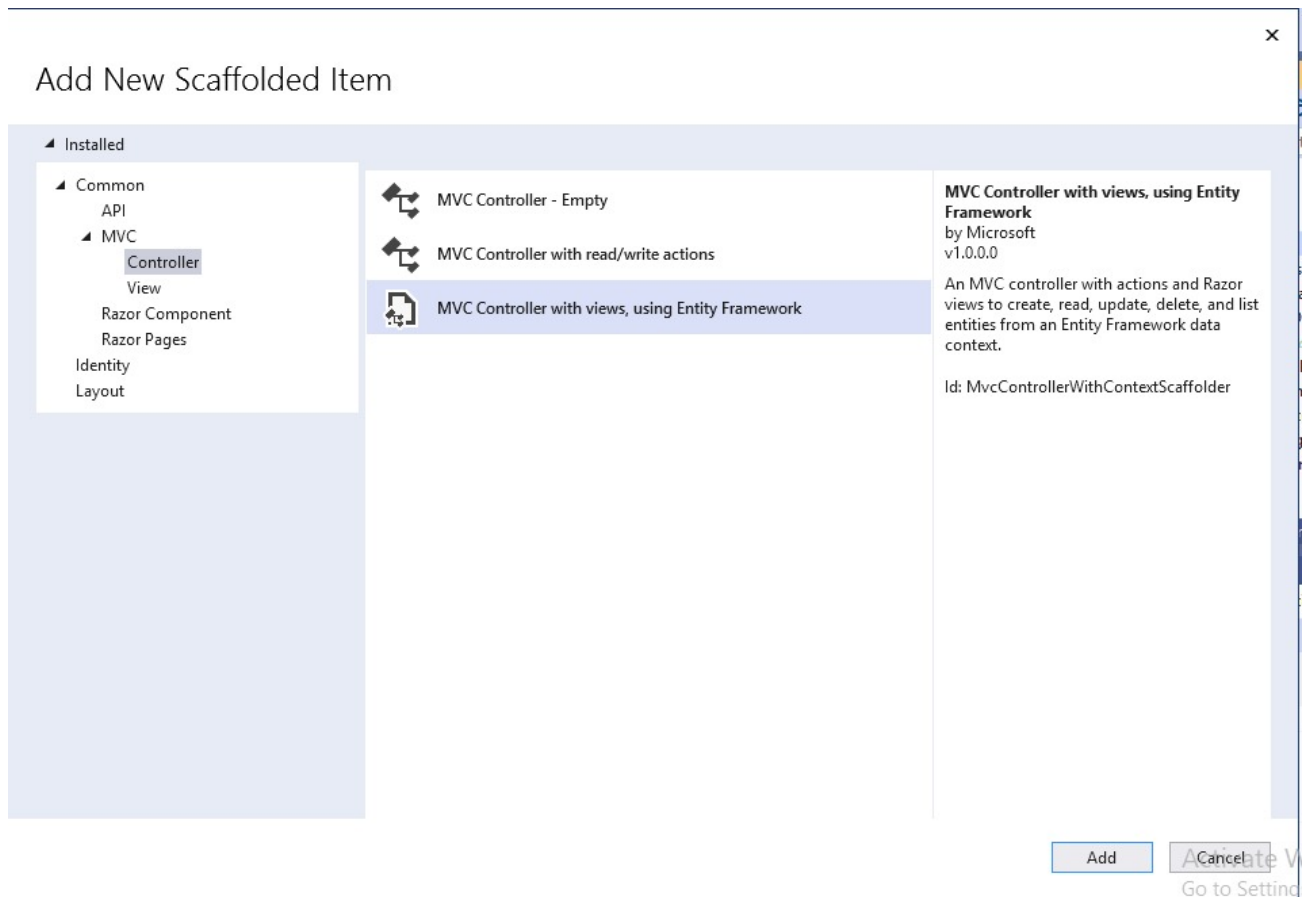 Add New Scaffolded Item
Installed
Common
API
MVC
Controller
View
Razor Component
Razor Pages
Identity
Layout
MVC Controller - Empty
MVC Controller with read/write actions
MVC Controller with views, using Entity Framework
MVC Controller with views, using Entity
Framework
by Microsoft
v1.0.0.0
An MVC controller with actions and Razor
views to create, read, update, delete, and list
entities from an Entity Framework data
context.
Id: MvcControllerWithContextScaffolder
Add
Cancel
Activate
Go to Setting